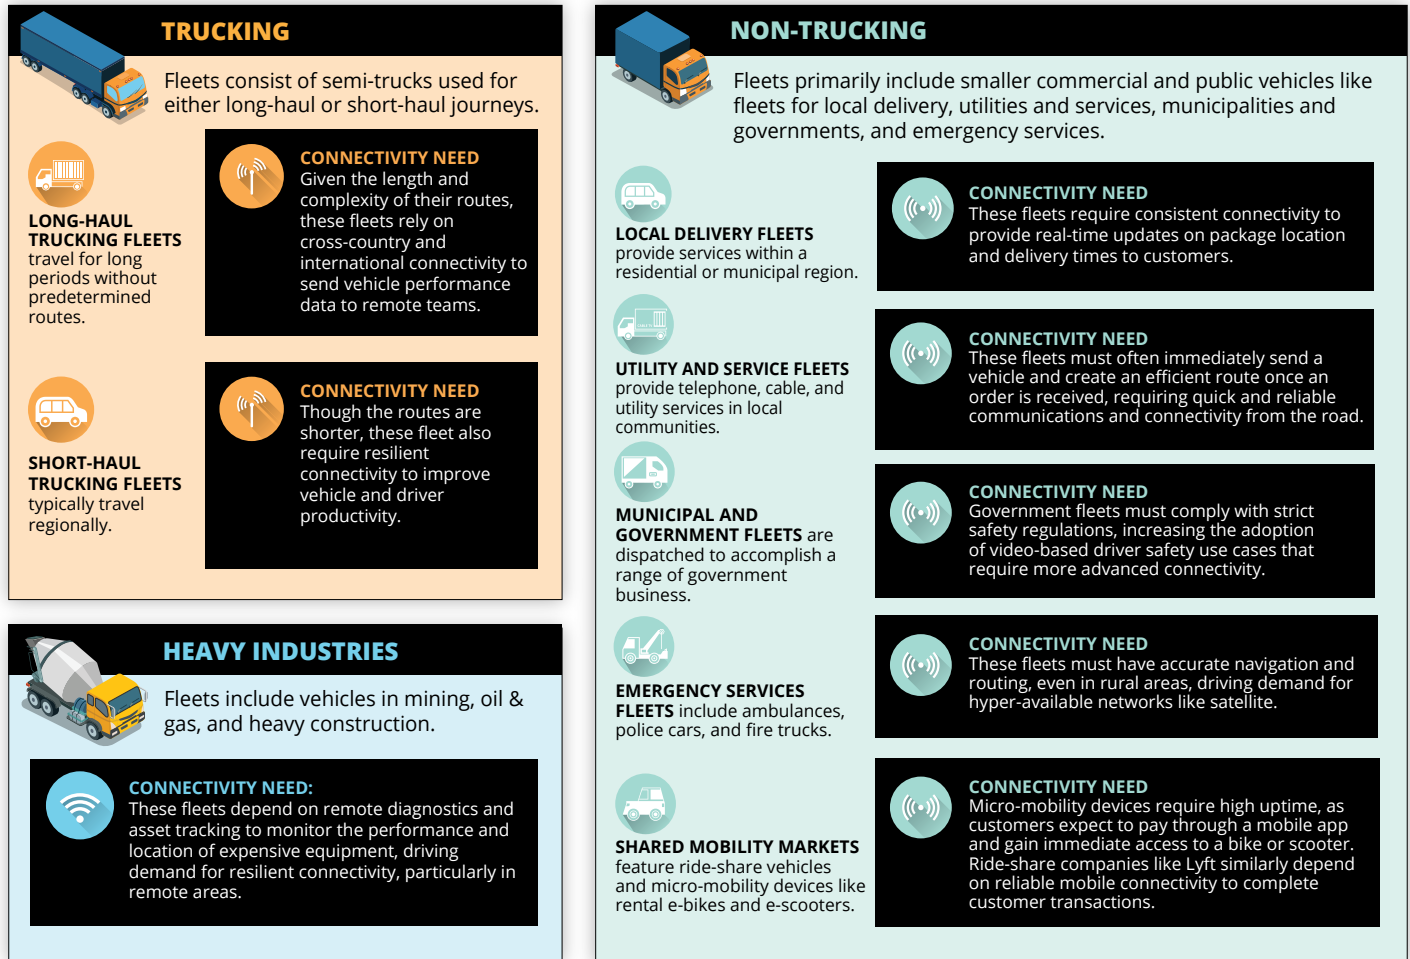 TRUCKING
Fleets consist of semi-trucks used for
either long-haul or short-haul journeys.
LONG-HAUL
TRUCKING FLEETS
travel for long
periods without
predetermined
routes.
CONNECTIVITY NEED
Given the length and
complexity of their routes,
these fleets rely on
cross-country and
international connectivity to
send vehicle performance
data to remote teams.
SHORT-HAUL
TRUCKING FLEETS
typically travel
regionally.
CONNECTIVITY NEED
Though the routes are
shorter, these fleet also
require resilient
connectivity to improve
vehicle and driver
productivity.
HEAVY INDUSTRIES
Fleets include vehicles in mining, oil &
gas, and heavy construction.
CONNECTIVITY NEED:
These fleets depend on remote diagnostics and
asset tracking to monitor the performance and
location of expensive equipment, driving
demand for resilient connectivity, particularly in
remote areas.
NON-TRUCKING
Fleets primarily include smaller commercial and public vehicles like
fleets for local delivery, utilities and services, municipalities and
governments, and emergency services.
LOCAL DELIVERY FLEETS
provide services within a
residential or municipal region.
CONNECTIVITY NEED
These fleets require consistent connectivity to
provide real-time updates on package location
and delivery times to customers.
UTILITY AND SERVICE FLEETS
provide telephone, cable, and
utility services in local
communities.
CONNECTIVITY NEED
These fleets must often immediately send a
vehicle and create an efficient route once an
order is received, requiring quick and reliable
communications and connectivity from the road.
MUNICIPAL AND
GOVERNMENT FLEETS are
dispatched to accomplish a
range of government
business.
CONNECTIVITY NEED
Government fleets must comply with strict
safety regulations, increasing the adoption
of video-based driver safety use cases that
require more advanced connectivity.
EMERGENCY SERVICES
FLEETS include ambulances,
police cars, and fire trucks.
CONNECTIVITY NEED
These fleets must have accurate navigation and
routing, even in rural areas, driving demand for
hyper-available networks like satellite.
SHARED MOBILITY MARKETS
feature ride-share vehicles
and micro-mobility devices like
rental e-bikes and e-scooters.
CONNECTIVITY NEED
Micro-mobility devices require high uptime, as
customers expect to pay through a mobile app
and gain immediate access to a bike or scooter.
Ride-share companies like Lyft similarly depend
on reliable mobile connectivity to complete
customer transactions.